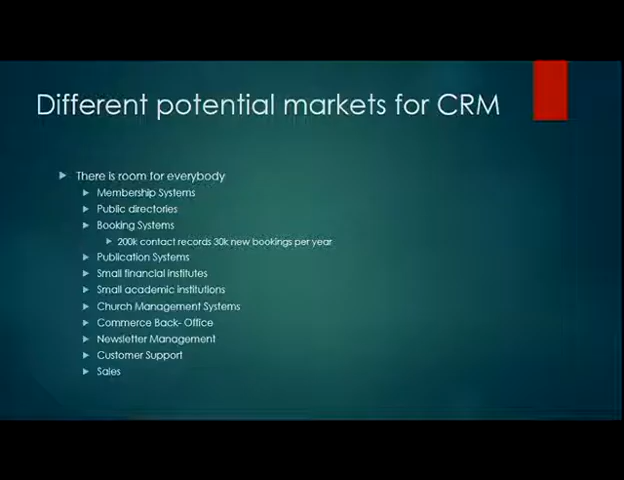 Different potential markets for CRM
There is room for everybody
Membership Systems
Public directories
Booking Systems
200k contact records 30k new bookings per year
Publication Systems
Small financial institutes
Small academic institutions
Church Management Systems
Commerce Back- Office
Newsletter Management
Customer Support
Sales